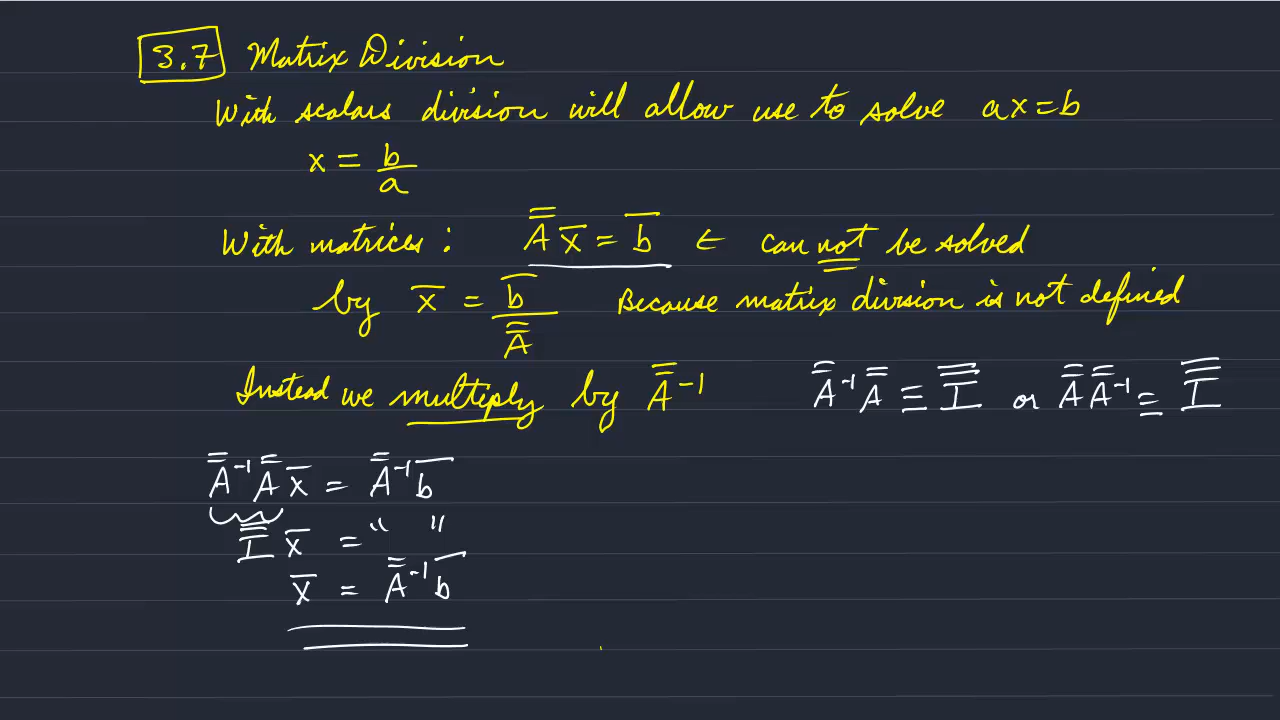 3.7 Matrix Division
With scalars division will allow use to solve ax=b
x = b/a
With matrices: A̿ x̅ = b̅ ← can not be solved
by x̅ = b̅/A̿ Because matrix division is not defined
Instead we multiply by A̿⁻¹ A̿⁻¹A̿ ≡ I̿ or A̿A̿⁻¹ ≡ I̿
A̿⁻¹A̿x̅ = A̿⁻¹b̅
I̿ x̅ = " "
x̅ = A̿⁻¹b̅